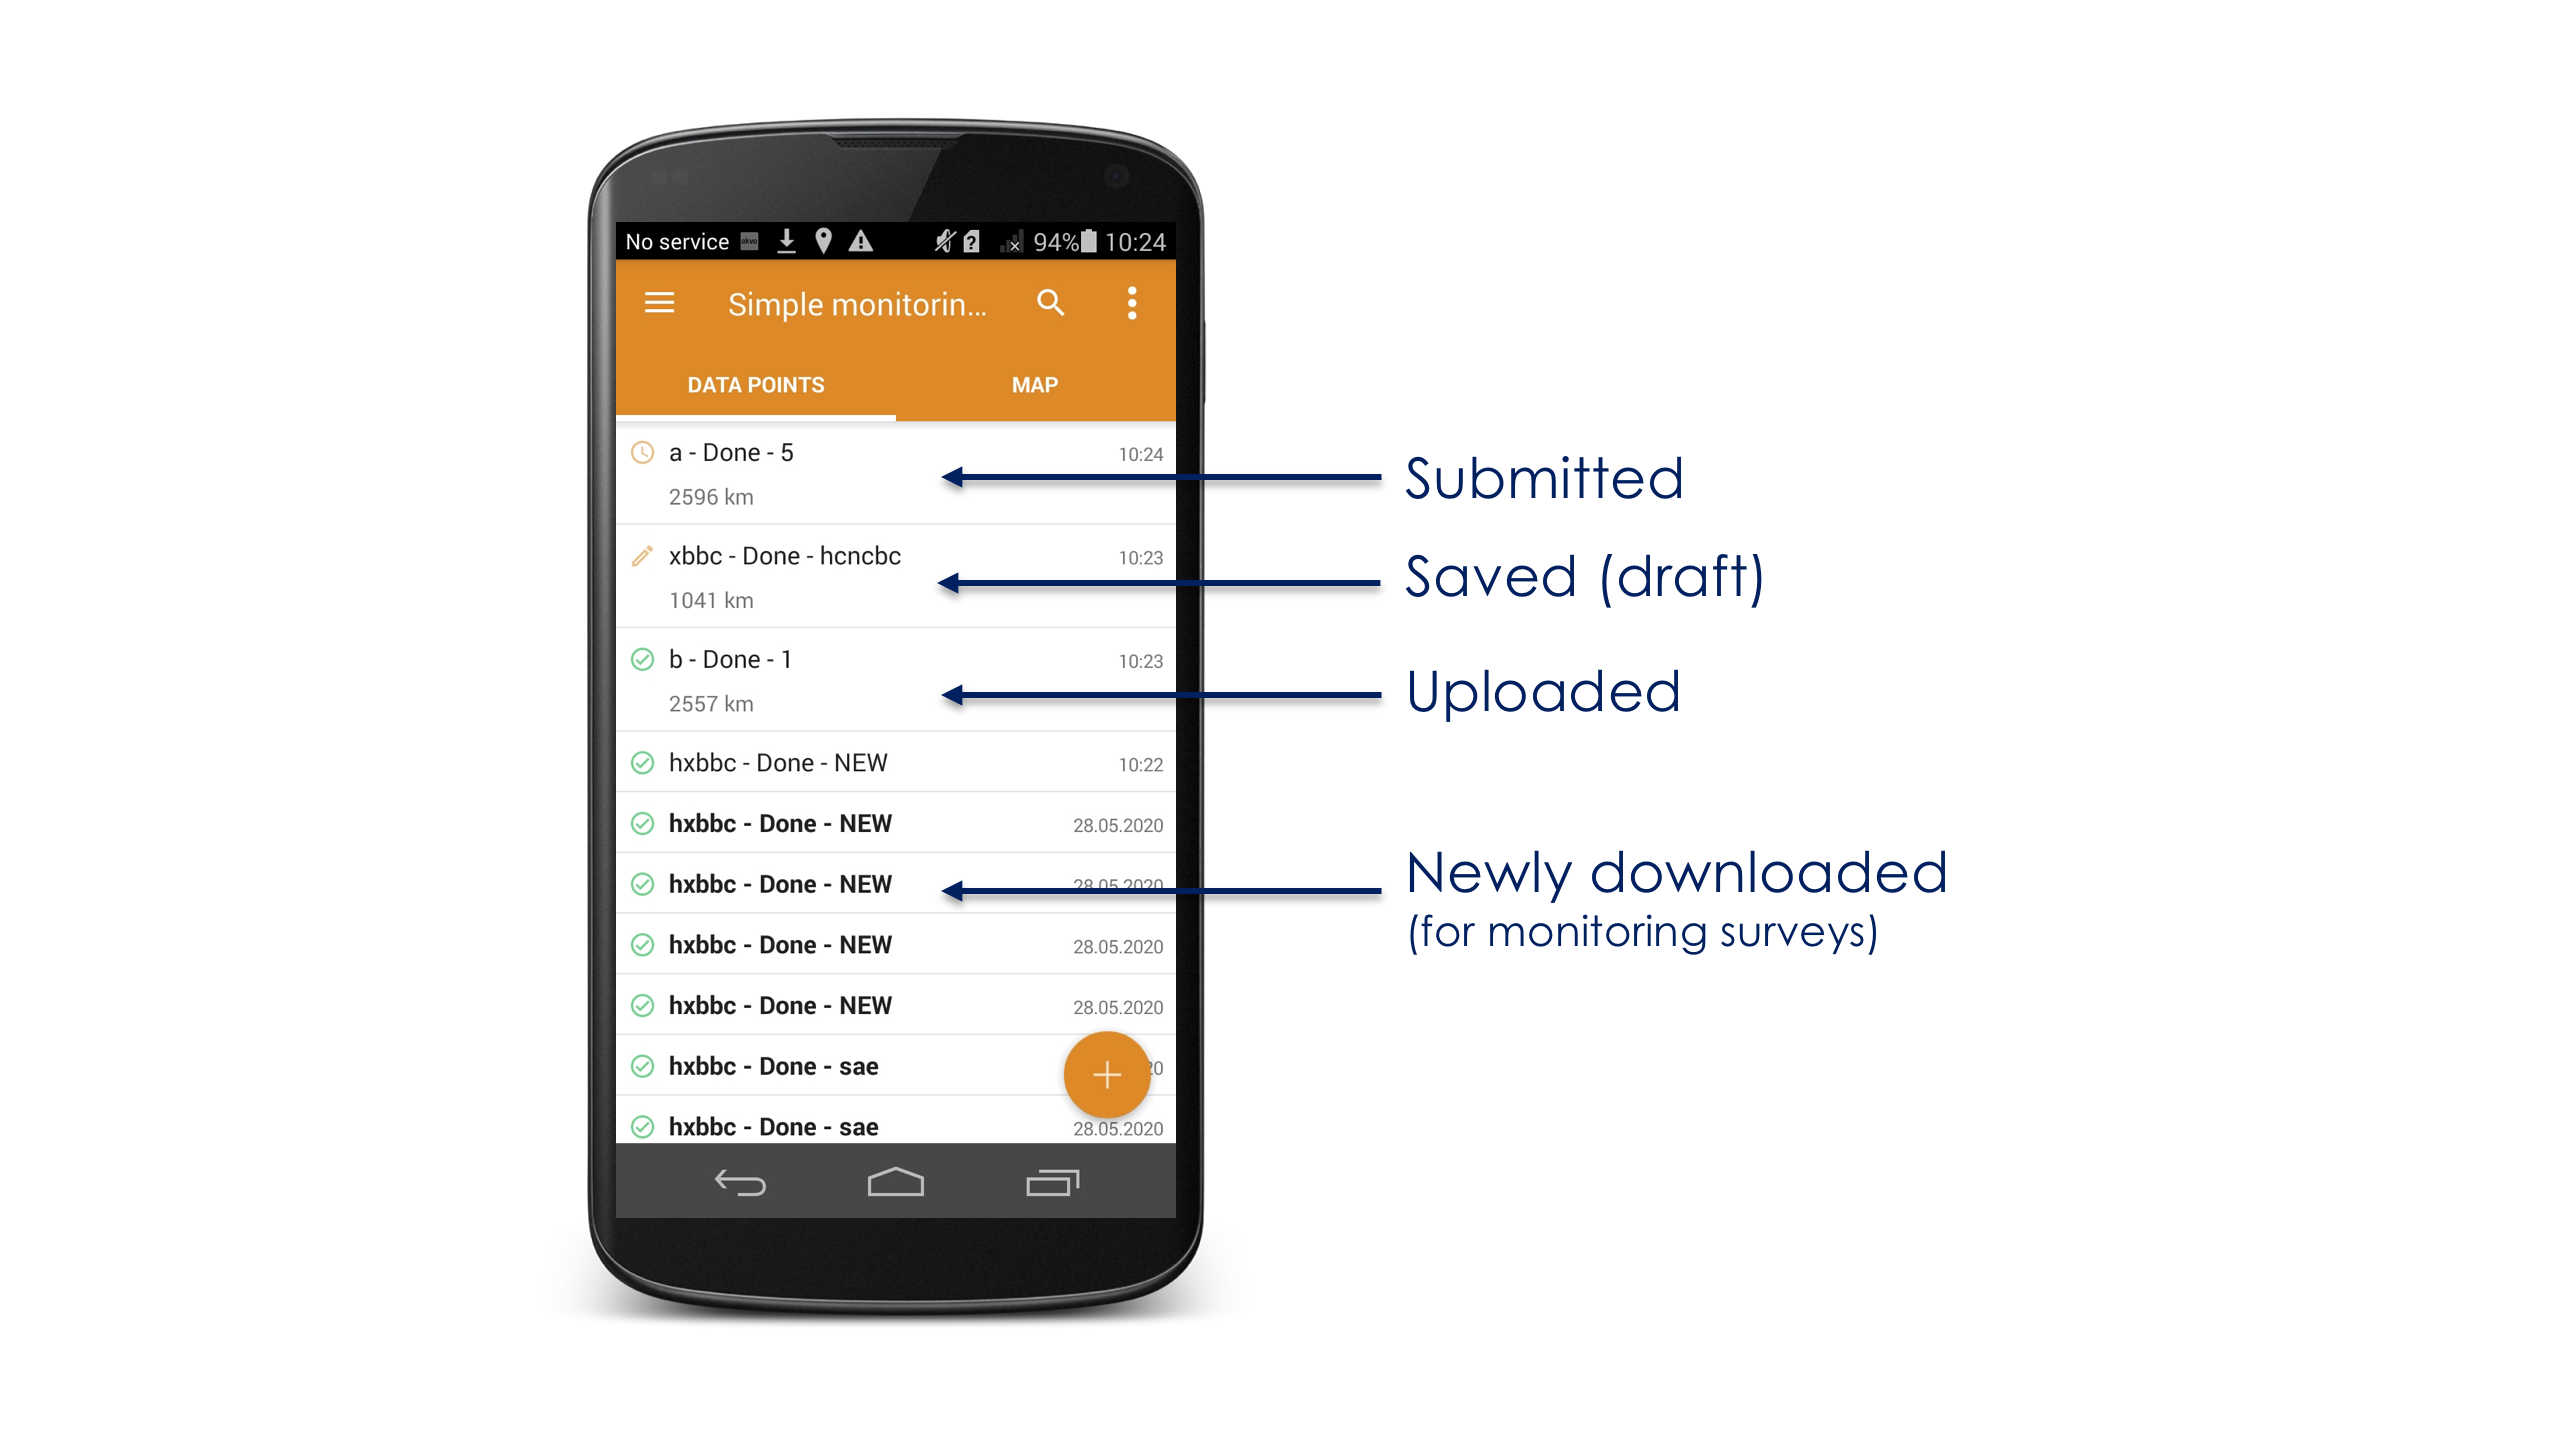 No service akvo 94% 10:24
Simple monitorin...
DATA POINTS MAP
a - Done - 5 10:24
2596 km
Submitted
xbbc - Done - hcncbc 10:23
1041 km
Saved (draft)
b - Done - 1 10:23
2557 km
Uploaded
hxbbc - Done - NEW 10:22
hxbbc - Done - NEW 28.05.2020
hxbbc - Done - NEW 28.05.2020
Newly downloaded
(for monitoring surveys)
hxbbc - Done - NEW 28.05.2020
hxbbc - Done - NEW 28.05.2020
hxbbc - Done - sae 20
hxbbc - Done - sae 28.05.2020